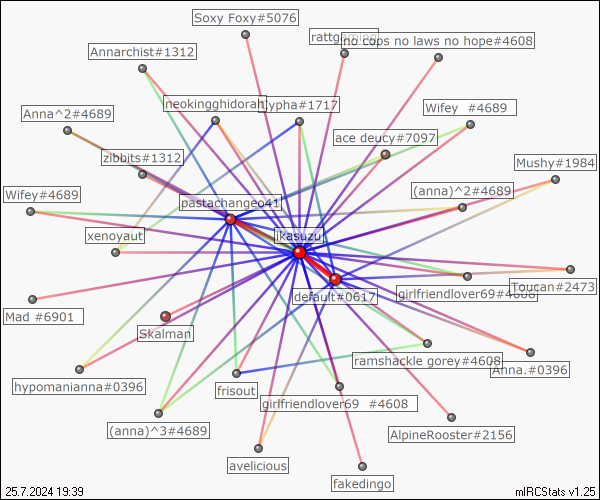 Soxy Foxy#5076
rattgaming
no cops no laws no hope#4608
Annarchist#1312
neokingghidorah
Cypha#1717
Wifey  #4689
Anna^2#4689
ace deucy#7097
zibbits#1312
Mushy#1984
(anna)^2#4689
Wifey#4689
pastachangeo41
xenoyaut
ikasuzu
default#0617
girlfriendlover69#4608
Toucan#2473
Mad #6901
Skalman
ramshackle gorey#4608
Anna.#0396
hypomanianna#0396
frisout
girlfriendlover69  #4608
(anna)^3#4689
AlpineRooster#2156
avelicious
fakedingo
25.7.2024 19:39
mIRCStats v1.25